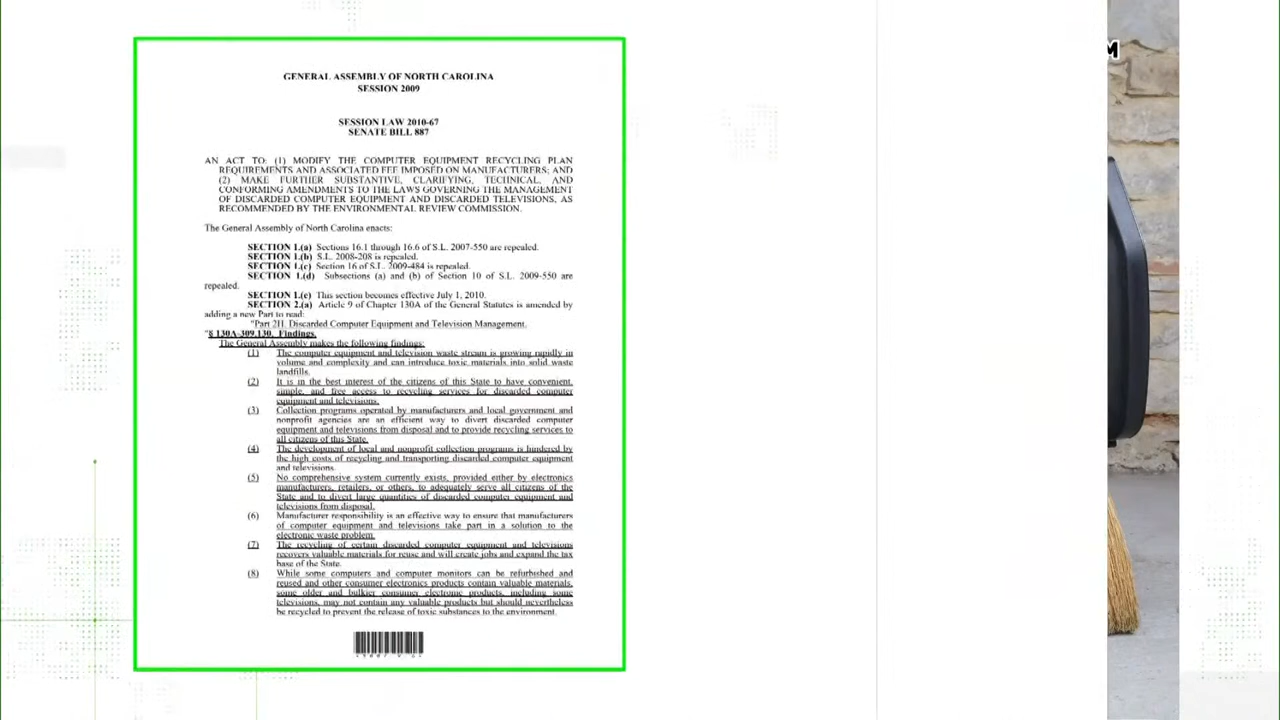 GENERAL ASSEMBLY OF NORTH CAROLINA
SESSION 2009
SESSION LAW 2010-67
SENATE BILL 887
AN ACT TO: (1) MODIFY THE COMPUTER EQUIPMENT RECYCLING PLAN
REQUIREMENTS AND ASSOCIATED FEE IMPOSED ON MANUFACTURERS; AND
(2) MAKE FURTHER SUBSTANTIVE, CLARIFYING, TECHNICAL, AND
CONFORMING AMENDMENTS TO THE LAWS GOVERNING THE MANAGEMENT
OF DISCARDED COMPUTER EQUIPMENT AND DISCARDED TELEVISIONS, AS
RECOMMENDED BY THE ENVIRONMENTAL REVIEW COMMISSION.
The General Assembly of North Carolina enacts:
SECTION 1.(a) Sections 16.1 through 16.6 of S.L. 2007-550 are repealed.
SECTION 1.(b) S.L. 2008-208 is repealed.
SECTION 1.(c) Section 16 of S.L. 2009-484 is repealed.
SECTION 1.(d) Subsections (a) and (b) of Section 10 of S.L. 2009-550 are
repealed.
SECTION 1.(e) This section becomes effective July 1, 2010.
SECTION 2.(a) Article 9 of Chapter 130A of the General Statutes is amended by
adding a new Part to read:
"Part 2H. Discarded Computer Equipment and Television Management.
"§ 130A-309.130. Findings.
The General Assembly makes the following findings:
(1) The computer equipment and television waste stream is growing rapidly in
volume and complexity and can introduce toxic materials into solid waste
landfills.
(2) It is in the best interest of the citizens of this State to have convenient,
simple, and free access to recycling services for discarded computer
equipment and televisions.
(3) Collection programs operated by manufacturers and local government and
nonprofit agencies are an efficient way to divert discarded computer
equipment and televisions from disposal and to provide recycling services to
all citizens of this State.
(4) The development of local and nonprofit collection programs is hindered by
the high costs of recycling and transporting discarded computer equipment
and televisions.
(5) No comprehensive system currently exists, provided either by electronics
manufacturers, retailers, or others, to adequately serve all citizens of the
State and to divert large quantities of discarded computer equipment and
televisions from disposal.
(6) Manufacturer responsibility is an effective way to ensure that manufacturers
of computer equipment and televisions take part in a solution to the
electronic waste problem.
(7) The recycling of certain discarded computer equipment and televisions
recovers valuable materials for reuse and will create jobs and expand the tax
base of the State.
(8) While some computers and computer monitors can be refurbished and
reused and other consumer electronics products contain valuable materials,
some older and bulkier consumer electronic products, including some
televisions, may not contain any valuable products but should nevertheless
be recycled to prevent the release of toxic substances to the environment.
M